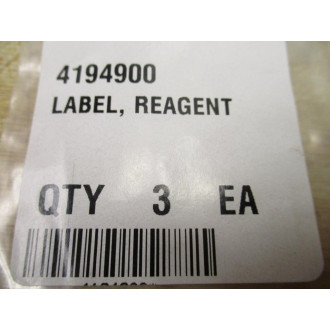 4194900
LABEL, REAGENT
QTY 3 EA